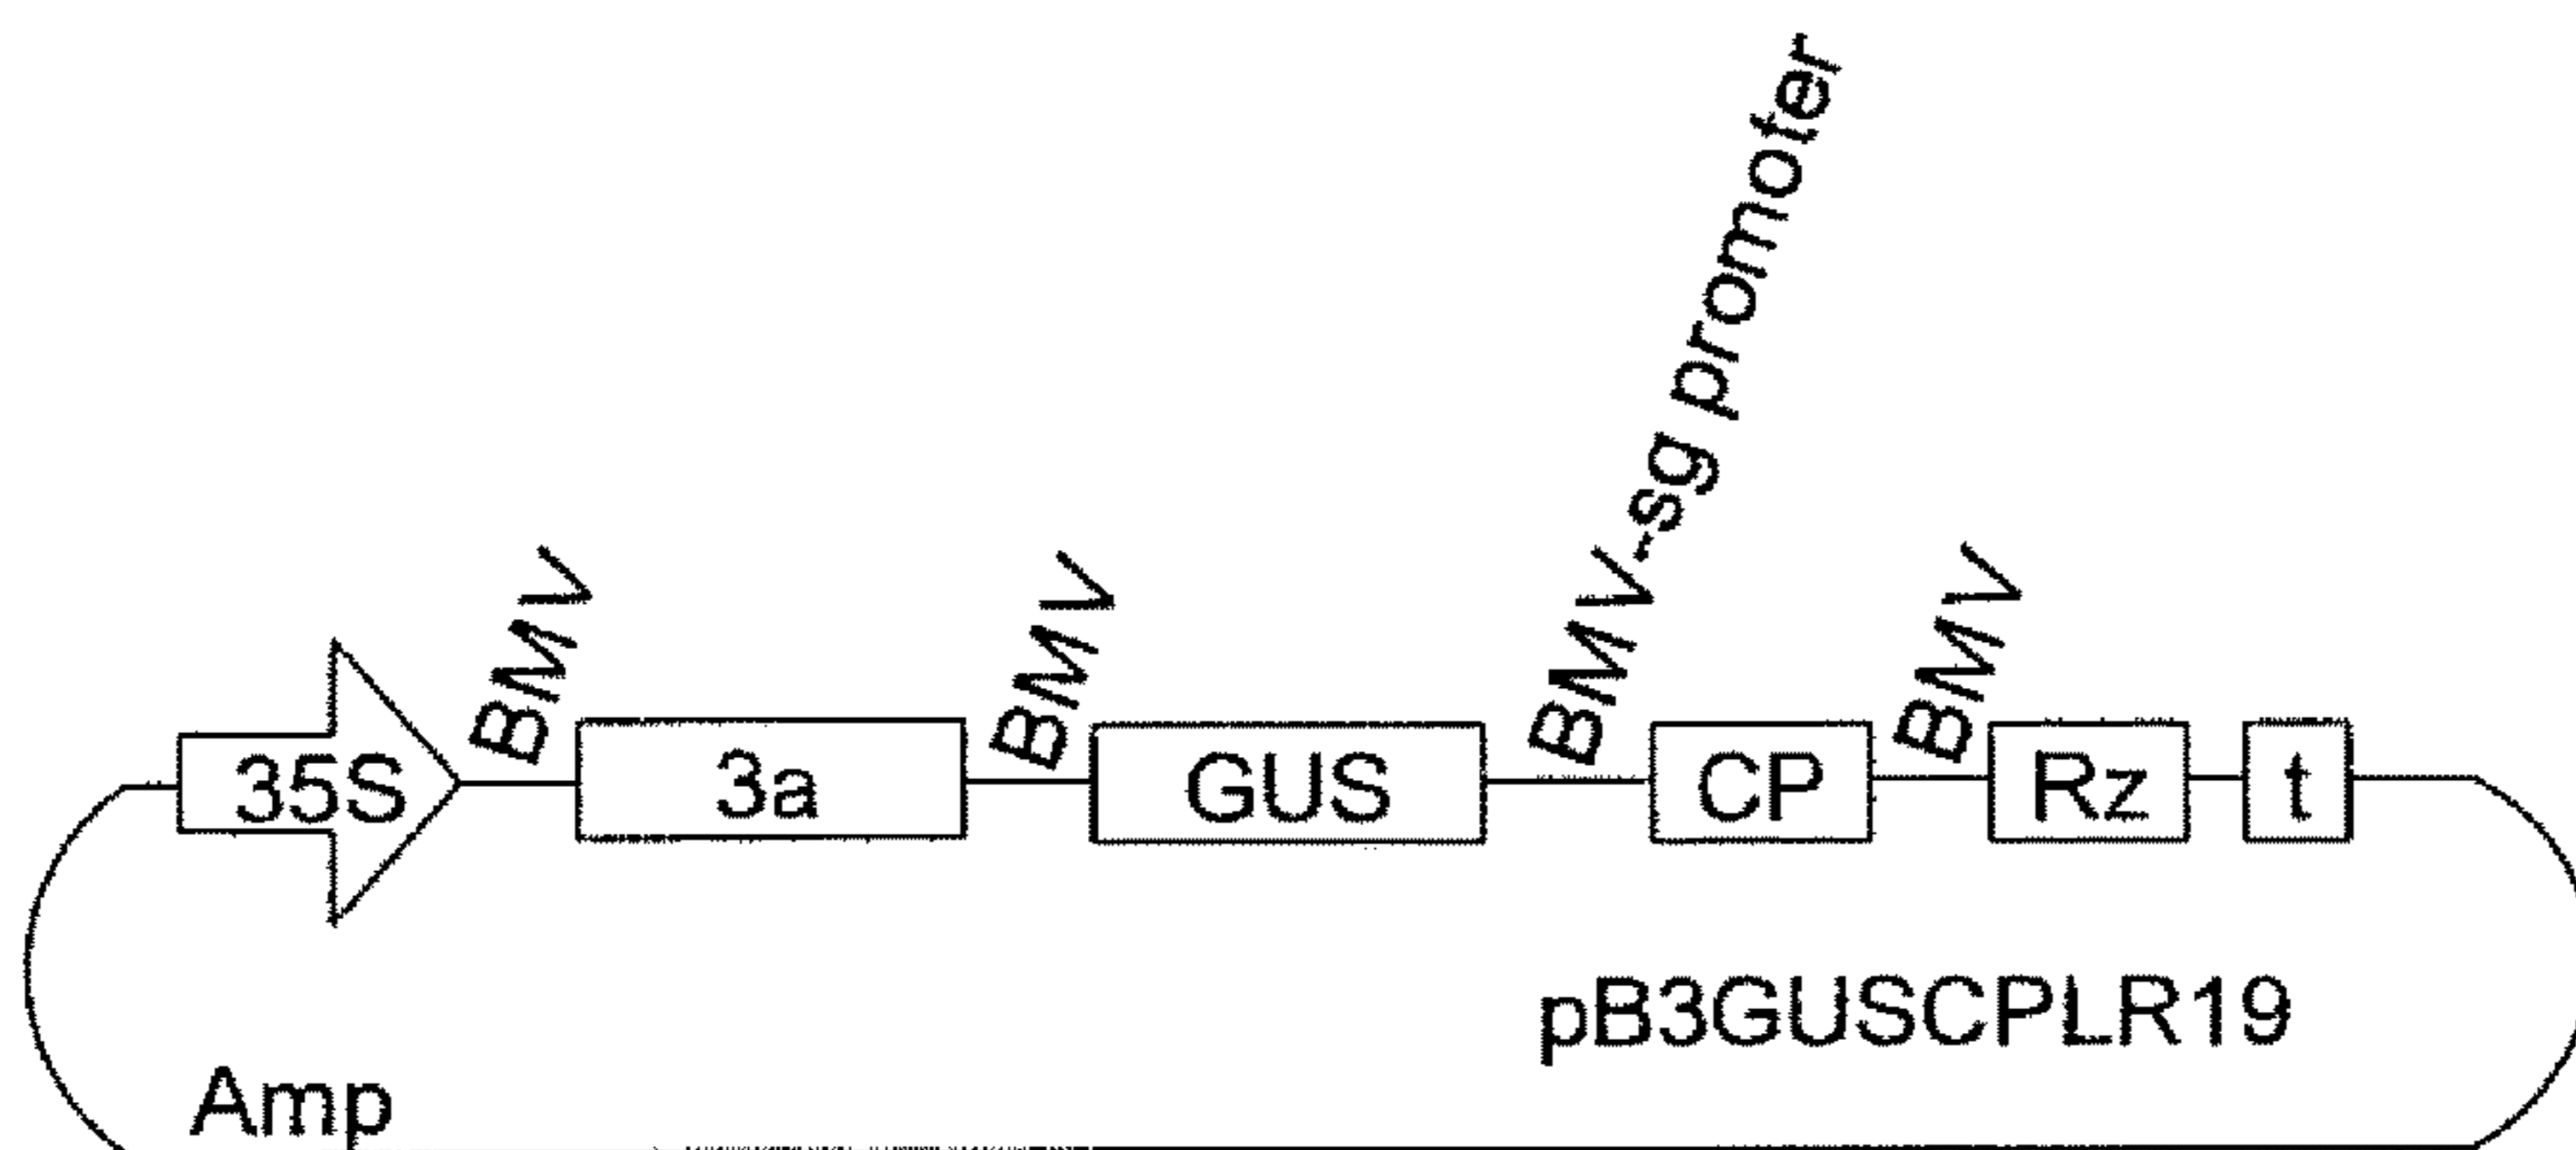 BMV
BMV
BMV-sg promoter
BMV
35S
3a
GUS
CP
Rz
t
pB3GUSCPLR19
Amp